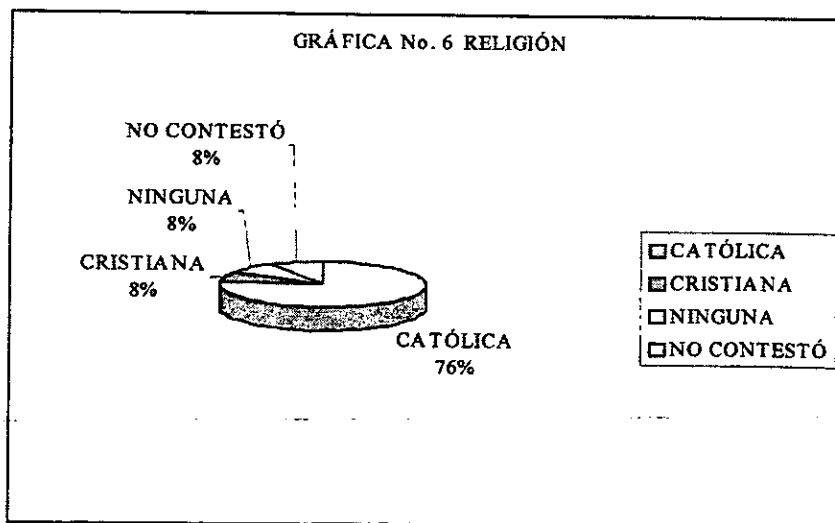 GRÁFICA No. 6 RELIGIÓN
NO CONTESTÓ
8%
NINGUNA
8%
CRISTIANA
8%
CATÓLICA
76%
CATÓLICA
CRISTIANA
NINGUNA
NO CONTESTÓ